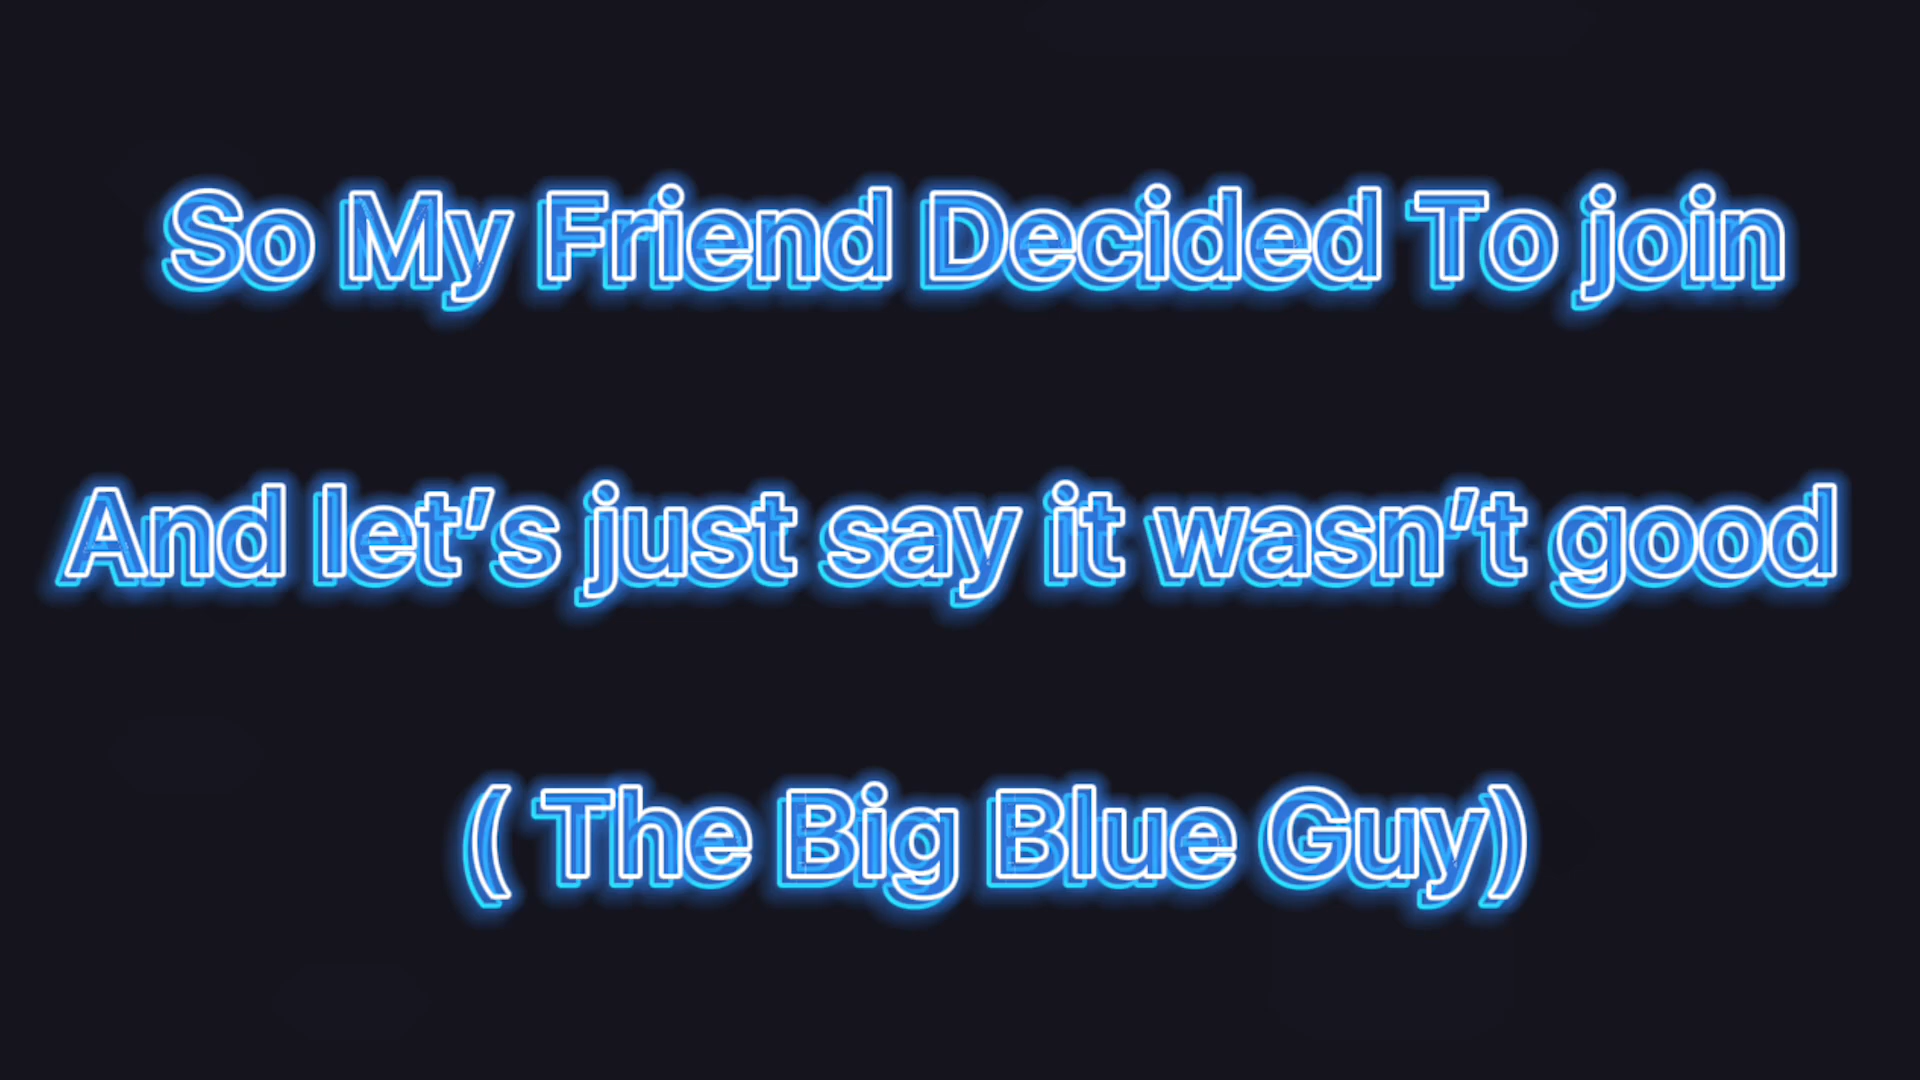 So My Friend Decided To join
And let’s just say it wasn’t good
( The Big Blue Guy)